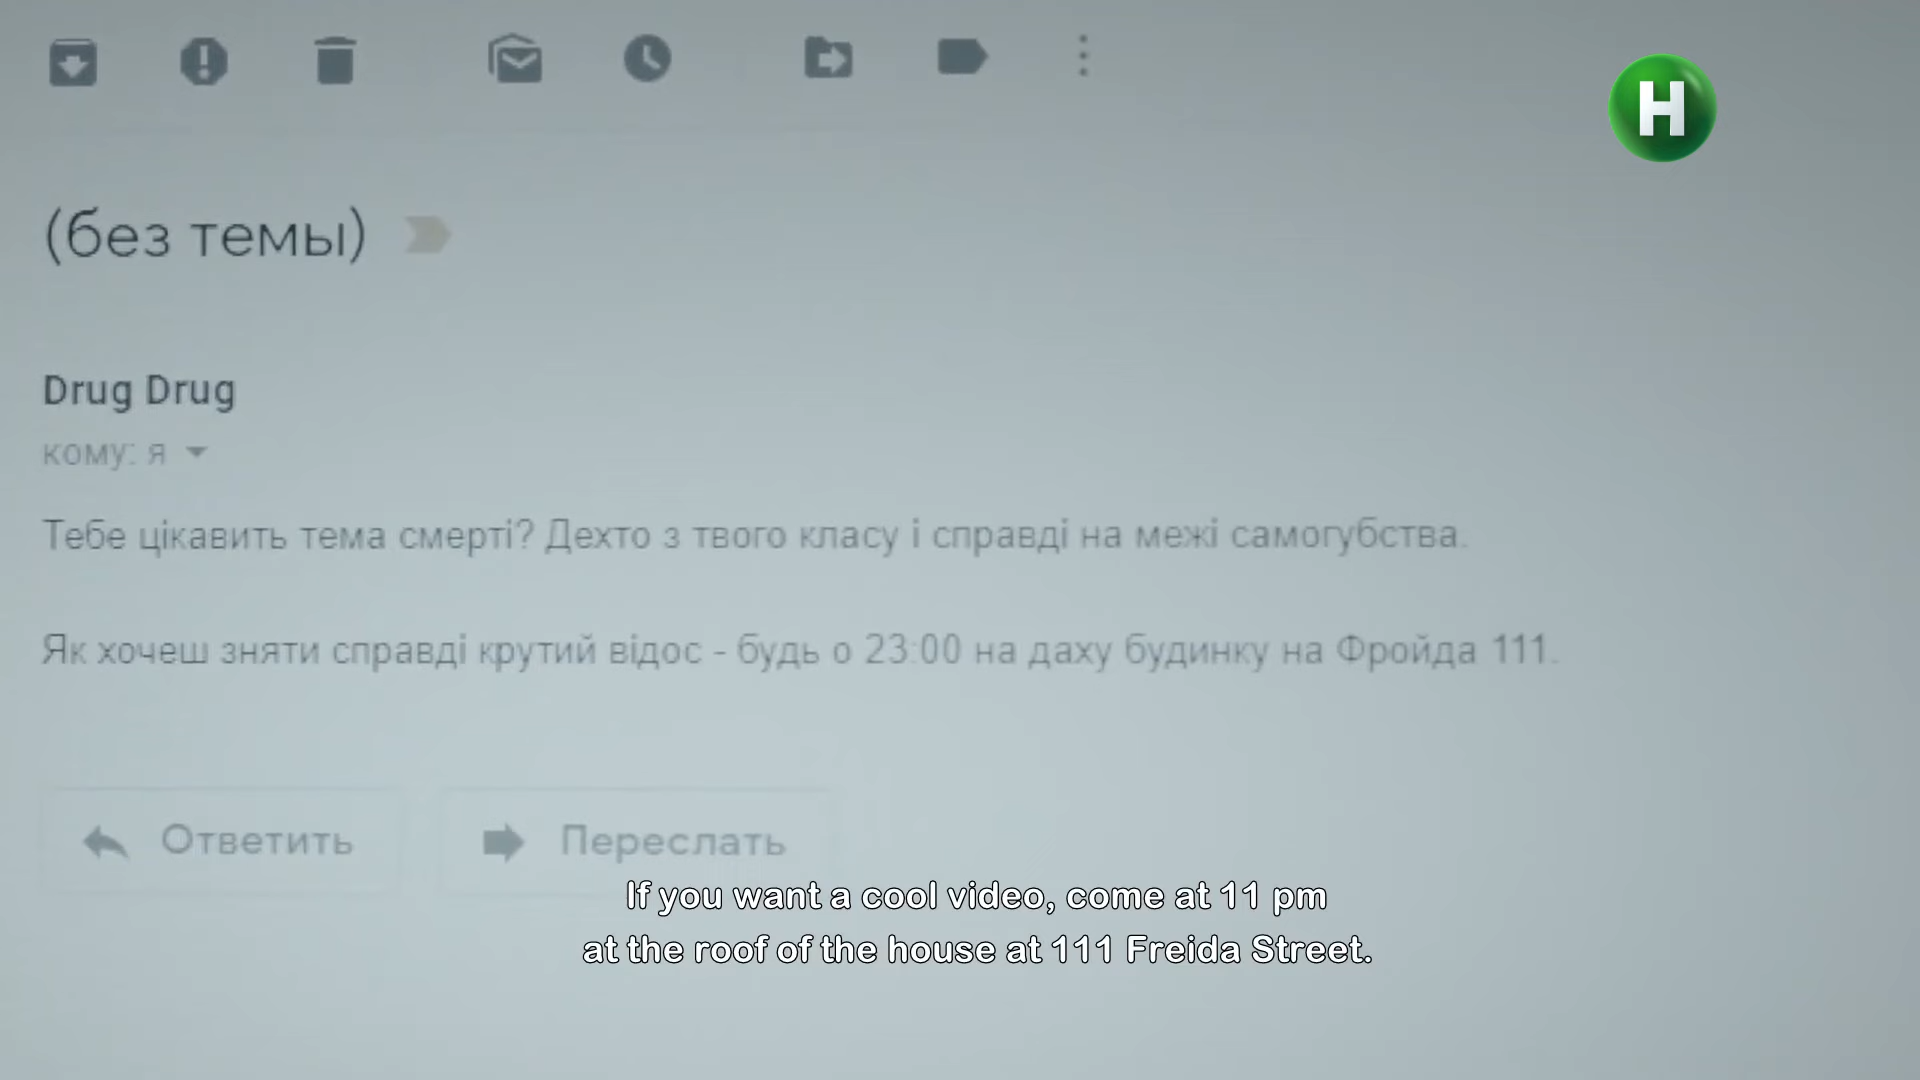 H
(без темы)
Drug Drug
кому: я
Тебе цікавить тема смерті? Дехто з твого класу і справді на межі самогубства.
Як хочеш зняти справді крутий відос - будь о 23:00 на даху будинку на Фройда 111.
Ответить
Переслать
If you want a cool video, come at 11 pm
at the roof of the house at 111 Freida Street.